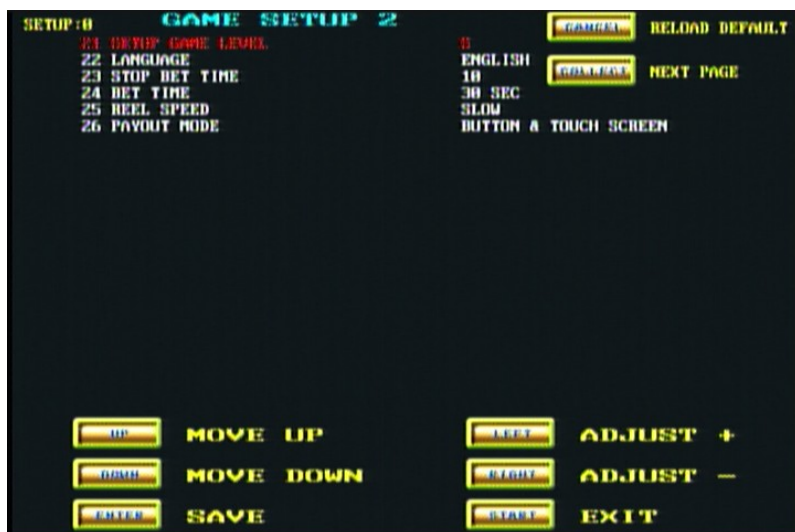 SETUP:0 GAME SETUP 2
CANCEL RELOAD DEFAULT
21 SETUP GAME LEVEL
22 LANGUAGE ENGLISH
COLLECT NEXT PAGE
23 STOP BET TIME 10
24 BET TIME 30 SEC
25 REEL SPEED SLOW
26 PAYOUT MODE BUTTON & TOUCH SCREEN
UP MOVE UP
LEFT ADJUST +
DOWN MOVE DOWN
RIGHT ADJUST -
ENTER SAVE
START EXIT